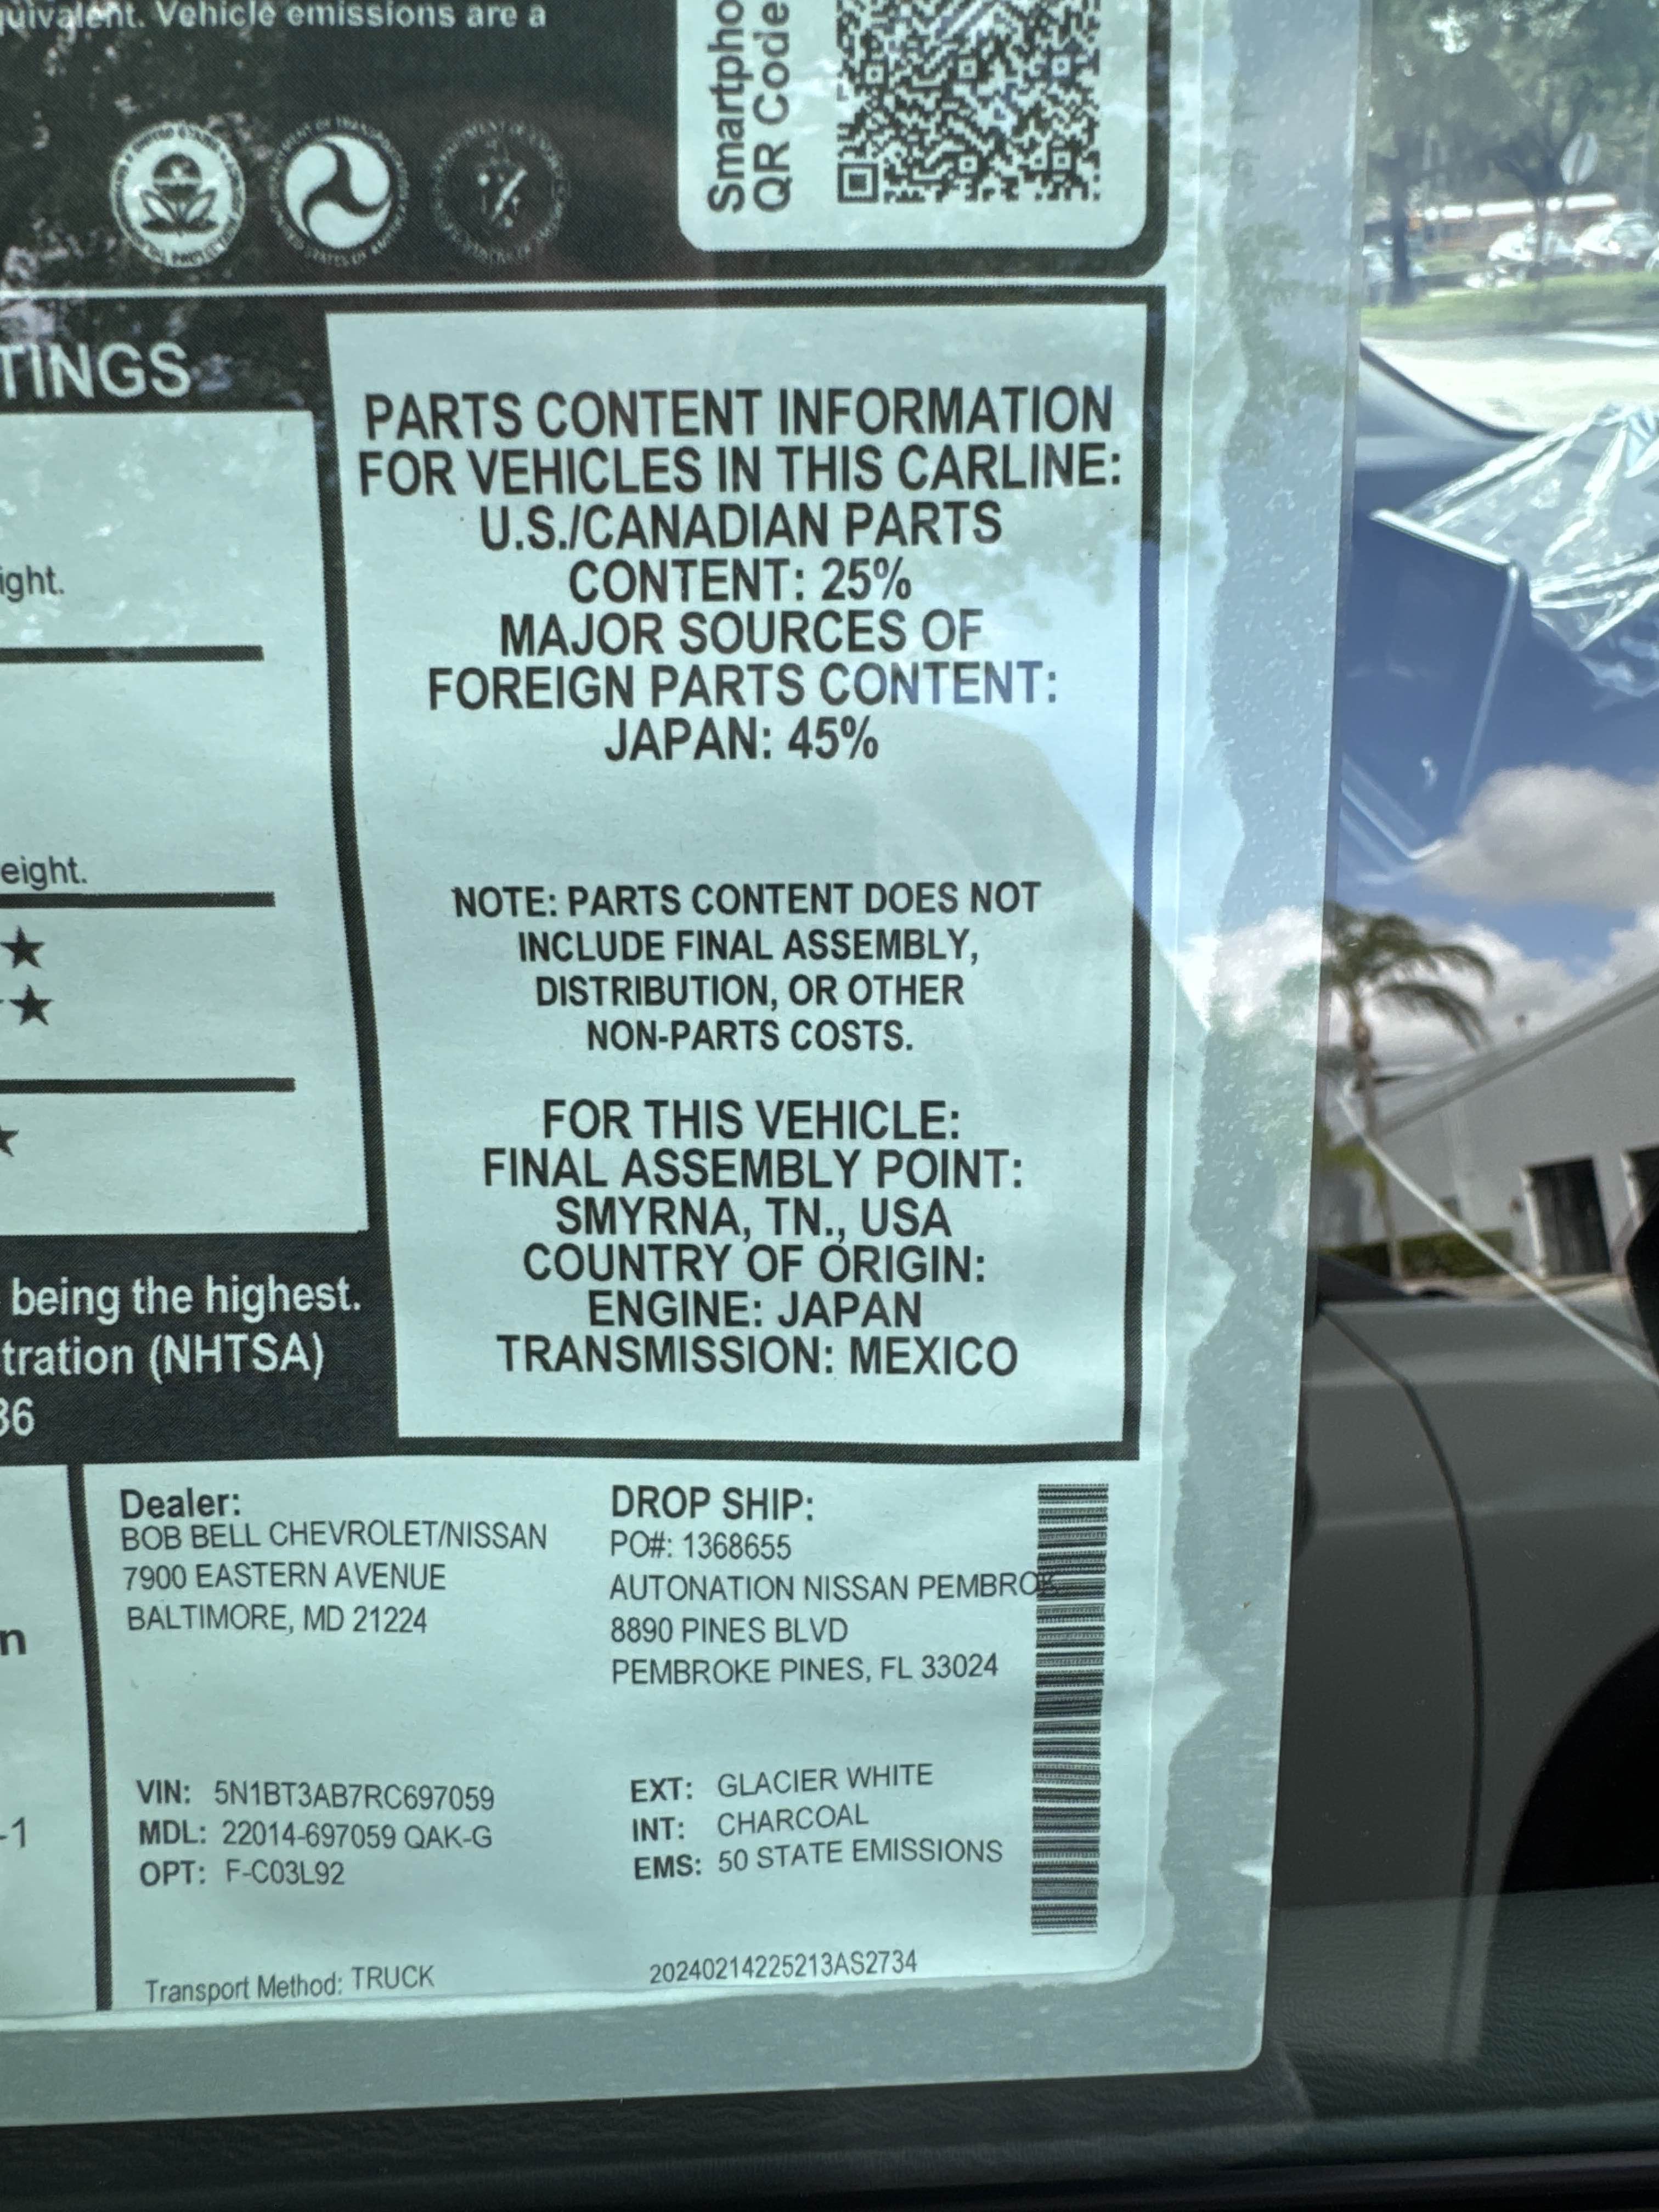 quivalent. Vehicle emissions are a
Smartpho
QR Code
TINGS
ight.
eight.
being the highest.
tration (NHTSA)
36
PARTS CONTENT INFORMATION
FOR VEHICLES IN THIS CARLINE:
U.S./CANADIAN PARTS
CONTENT: 25%
MAJOR SOURCES OF
FOREIGN PARTS CONTENT:
JAPAN: 45%
NOTE: PARTS CONTENT DOES NOT
INCLUDE FINAL ASSEMBLY,
DISTRIBUTION, OR OTHER
NON-PARTS COSTS.
FOR THIS VEHICLE:
FINAL ASSEMBLY POINT:
SMYRNA, TN., USA
COUNTRY OF ORIGIN:
ENGINE: JAPAN
TRANSMISSION: MEXICO
n
-1
Dealer:
BOB BELL CHEVROLET/NISSAN
7900 EASTERN AVENUE
BALTIMORE, MD 21224
DROP SHIP:
PO#: 1368655
AUTONATION NISSAN PEMBROK
8890 PINES BLVD
PEMBROKE PINES, FL 33024
VIN: 5N1BT3AB7RC697059
MDL: 22014-697059 QAK-G
OPT: F-C03L92
EXT: GLACIER WHITE
INT: CHARCOAL
EMS: 50 STATE EMISSIONS
Transport Method: TRUCK
20240214225213AS2734